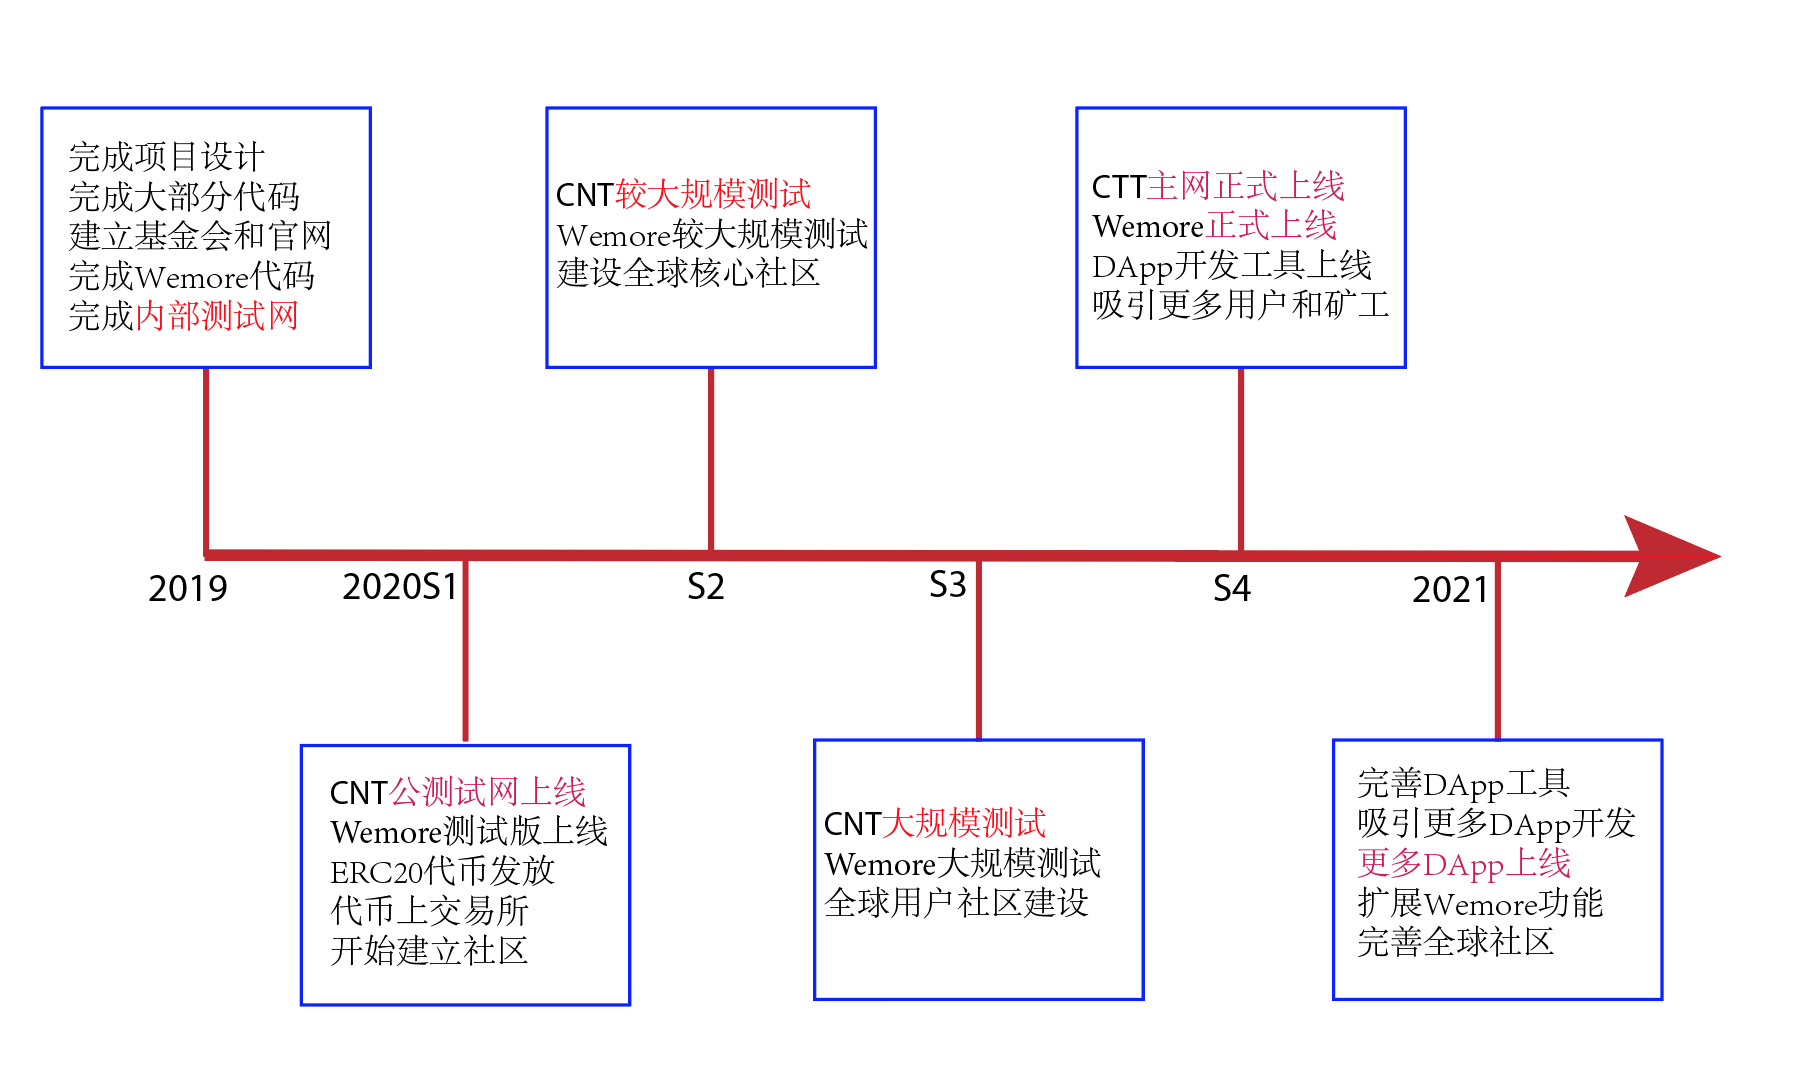 完成项目设计
完成大部分代码
建立基金会和官网
完成Wemore代码
完成内部测试网
CNT较大规模测试
Wemore较大规模测试
建设全球核心社区
CTT主网正式上线
Wemore正式上线
DApp开发工具上线
吸引更多用户和矿工
2019
2020S1
S2
S3
S4
2021
CNT公测试网上线
Wemore测试版上线
ERC20代币发放
代币上交易所
开始建立社区
CNT大规模测试
Wemore大规模测试
全球用户社区建设
完善DApp工具
吸引更多DApp开发
更多DApp上线
扩展Wemore功能
完善全球社区